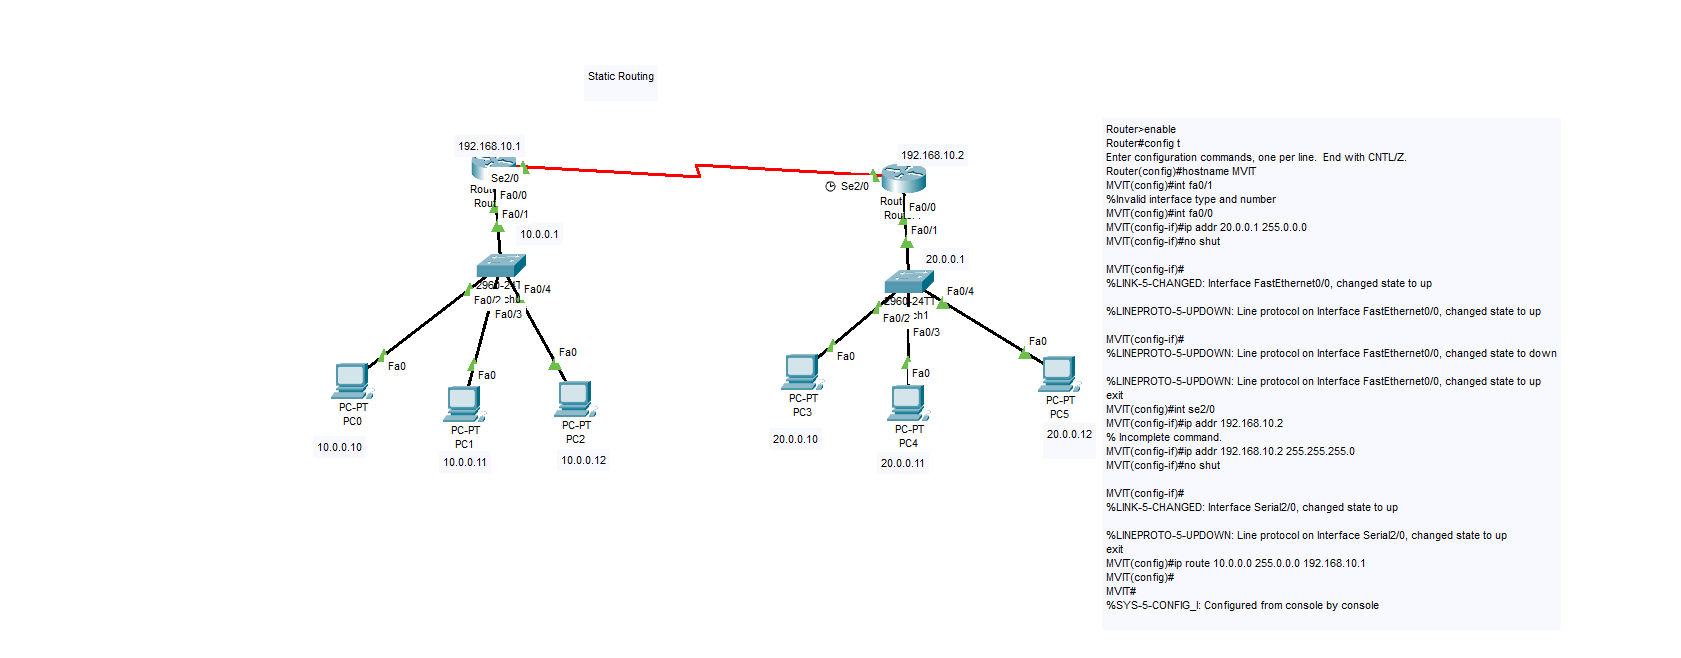 Static Routing
192.168.10.1
Se2/0
Fa0/0
Fa0/1
10.0.0.1
192.168.10.2
Se2/0
Fa0/0
Fa0/1
20.0.0.1
Fa0/2
Fa0/3
Fa0/4
Fa0
Fa0
Fa0
PC-PT
PC0
10.0.0.10
PC-PT
PC1
10.0.0.11
PC-PT
PC2
10.0.0.12
Fa0/2
Fa0/3
Fa0/4
Fa0
Fa0
Fa0
PC-PT
PC3
20.0.0.10
PC-PT
PC4
20.0.0.11
PC-PT
PC5
20.0.0.12
Router>enable
Router#config t
Enter configuration commands, one per line. End with CNTL/Z.
Router(config)#hostname MVIT
MVIT(config)#int fa0/1
%Invalid interface type and number
MVIT(config)#int fa0/0
MVIT(config-if)#ip addr 20.0.0.1 255.0.0.0
MVIT(config-if)#no shut
MVIT(config-if)#
%LINK-5-CHANGED: Interface FastEthernet0/0, changed state to up
%LINEPROTO-5-UPDOWN: Line protocol on Interface FastEthernet0/0, changed state to up
MVIT(config-if)#
%LINEPROTO-5-UPDOWN: Line protocol on Interface FastEthernet0/0, changed state to down
%LINEPROTO-5-UPDOWN: Line protocol on Interface FastEthernet0/0, changed state to up
exit
MVIT(config)#int se2/0
MVIT(config-if)#ip addr 192.168.10.2
% Incomplete command.
MVIT(config-if)#ip addr 192.168.10.2 255.255.255.0
MVIT(config-if)#no shut
MVIT(config-if)#
%LINK-5-CHANGED: Interface Serial2/0, changed state to up
%LINEPROTO-5-UPDOWN: Line protocol on Interface Serial2/0, changed state to up
exit
MVIT(config)#ip route 10.0.0.0 255.0.0.0 192.168.10.1
MVIT(config)#
MVIT#
%SYS-5-CONFIG_I: Configured from console by console